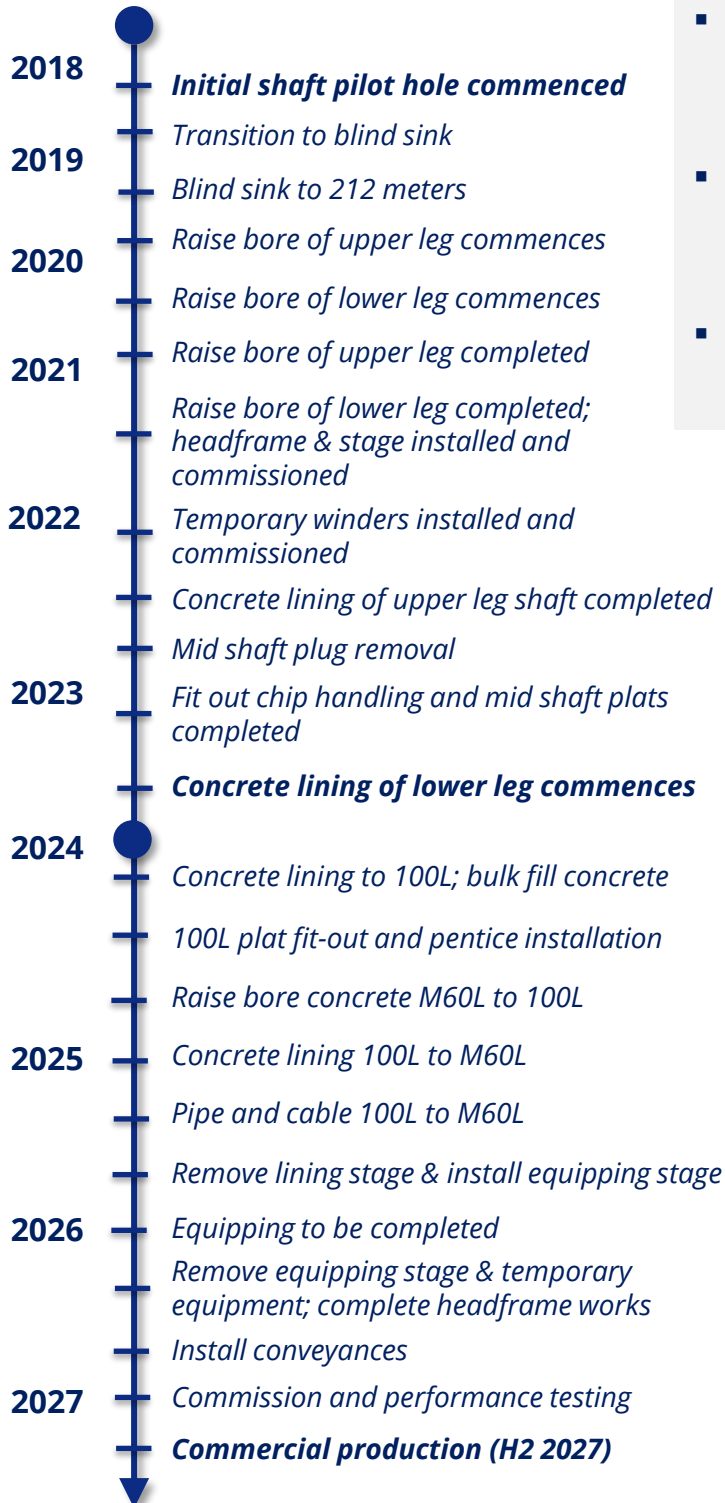 2018
Initial shaft pilot hole commenced
Transition to blind sink
2019
Blind sink to 212 meters
Raise bore of upper leg commences
2020
Raise bore of lower leg commences
Raise bore of upper leg completed
2021
Raise bore of lower leg completed;
headframe & stage installed and
commissioned
2022
Temporary winders installed and
commissioned
Concrete lining of upper leg shaft completed
Mid shaft plug removal
2023
Fit out chip handling and mid shaft plats
completed
Concrete lining of lower leg commences
2024
Concrete lining to 100L; bulk fill concrete
100L plat fit-out and pentice installation
Raise bore concrete M60L to 100L
2025
Concrete lining 100L to M60L
Pipe and cable 100L to M60L
Remove lining stage & install equipping stage
2026
Equipping to be completed
Remove equipping stage & temporary
equipment; complete headframe works
Install conveyances
2027
Commission and performance testing
Commercial production (H2 2027)